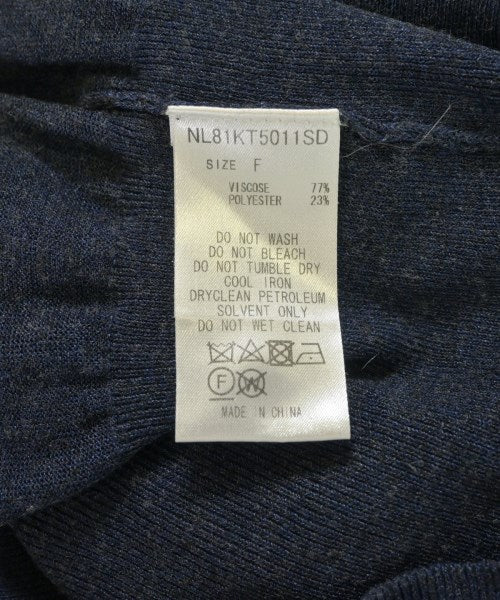 NL81KT5011SD
SIZE F
VISCOSE 77%
POLYESTER 23%
DO NOT WASH
DO NOT BLEACH
DO NOT TUMBLE DRY
COOL IRON
DRYCLEAN PETROLEUM
SOLVENT ONLY
DO NOT WET CLEAN
F W
MADE IN CHINA